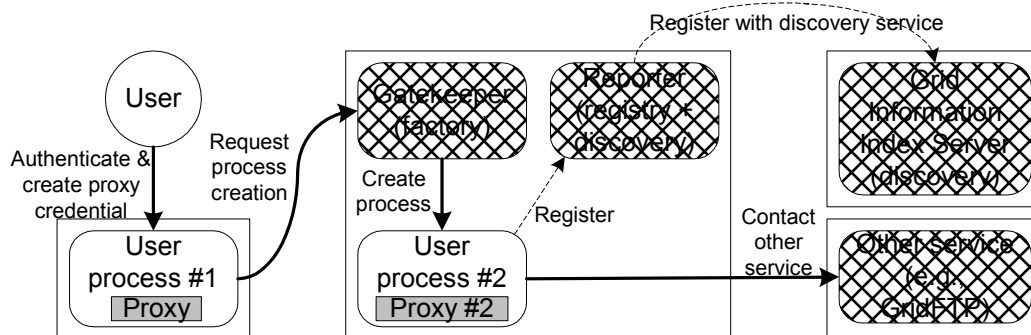 Register with discovery service
User
Gatekeeper
(factory)
Reporter
(registry +
discovery)
Grid
Information
Index Server
(discovery)
Authenticate &
create proxy
credential
Request
process
creation
Create
process
Register
Contact
other
service
User
process #1
Proxy
User
process #2
Proxy #2
Other service
(e.g.,
GridFTP)